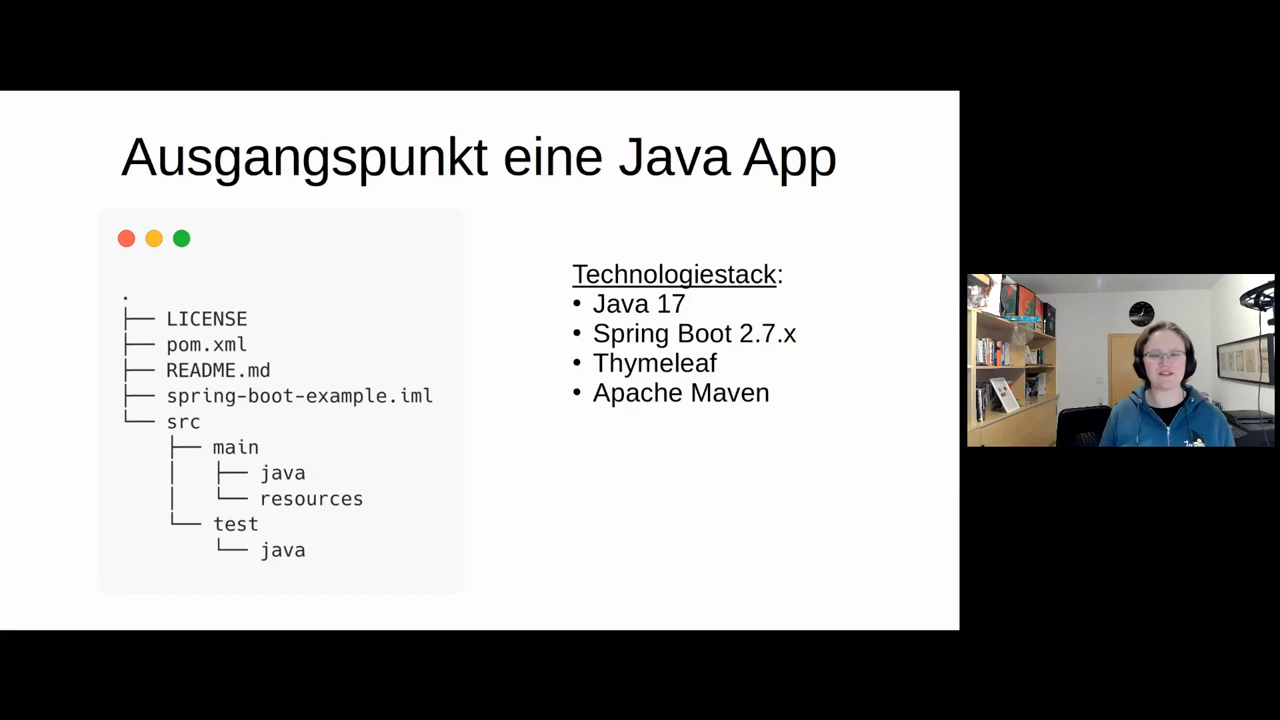 Ausgangspunkt eine Java App
.
├── LICENSE
├── pom.xml
├── README.md
├── spring-boot-example.iml
└── src
    ├── main
    │   ├── java
    │   └── resources
    └── test
        └── java
Technologiestack:
• Java 17
• Spring Boot 2.7.x
• Thymeleaf
• Apache Maven